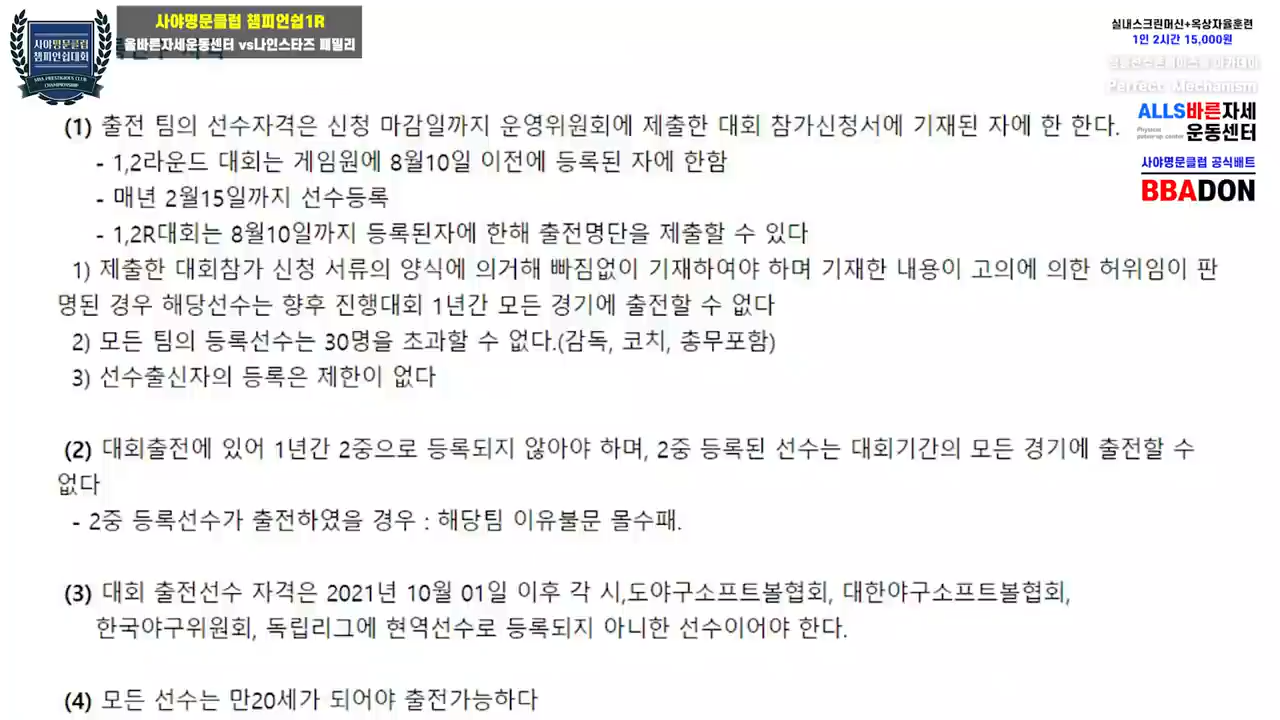 사야명문클럽 챔피언쉽1R
올바른자세운동센터 vs나인스타즈 패밀리
사야명문클럽
챔피언쉽대회
CHAMPIONSHIP
실내스크린머신+옥상자율훈련
1인 2시간 15,000원
Perfect Mechanism
ALLS바른자세
운동센터
사야명문클럽 공식배트
BBADON
(1) 출전 팀의 선수자격은 신청 마감일까지 운영위원회에 제출한 대회 참가신청서에 기재된 자에 한 한다.
- 1,2라운드 대회는 게임원에 8월10일 이전에 등록된 자에 한함
- 매년 2월15일까지 선수등록
- 1,2R대회는 8월10일까지 등록된자에 한해 출전명단을 제출할 수 있다
1) 제출한 대회참가 신청 서류의 양식에 의거해 빠짐없이 기재하여야 하며 기재한 내용이 고의에 의한 허위임이 판
명된 경우 해당선수는 향후 진행대회 1년간 모든 경기에 출전할 수 없다
2) 모든 팀의 등록선수는 30명을 초과할 수 없다.(감독, 코치, 총무포함)
3) 선수출신자의 등록은 제한이 없다
(2) 대회출전에 있어 1년간 2중으로 등록되지 않아야 하며, 2중 등록된 선수는 대회기간의 모든 경기에 출전할 수
없다
- 2중 등록선수가 출전하였을 경우 : 해당팀 이유불문 몰수패.
(3) 대회 출전선수 자격은 2021년 10월 01일 이후 각 시,도야구소프트볼협회, 대한야구소프트볼협회,
한국야구위원회, 독립리그에 현역선수로 등록되지 아니한 선수이어야 한다.
(4) 모든 선수는 만20세가 되어야 출전가능하다